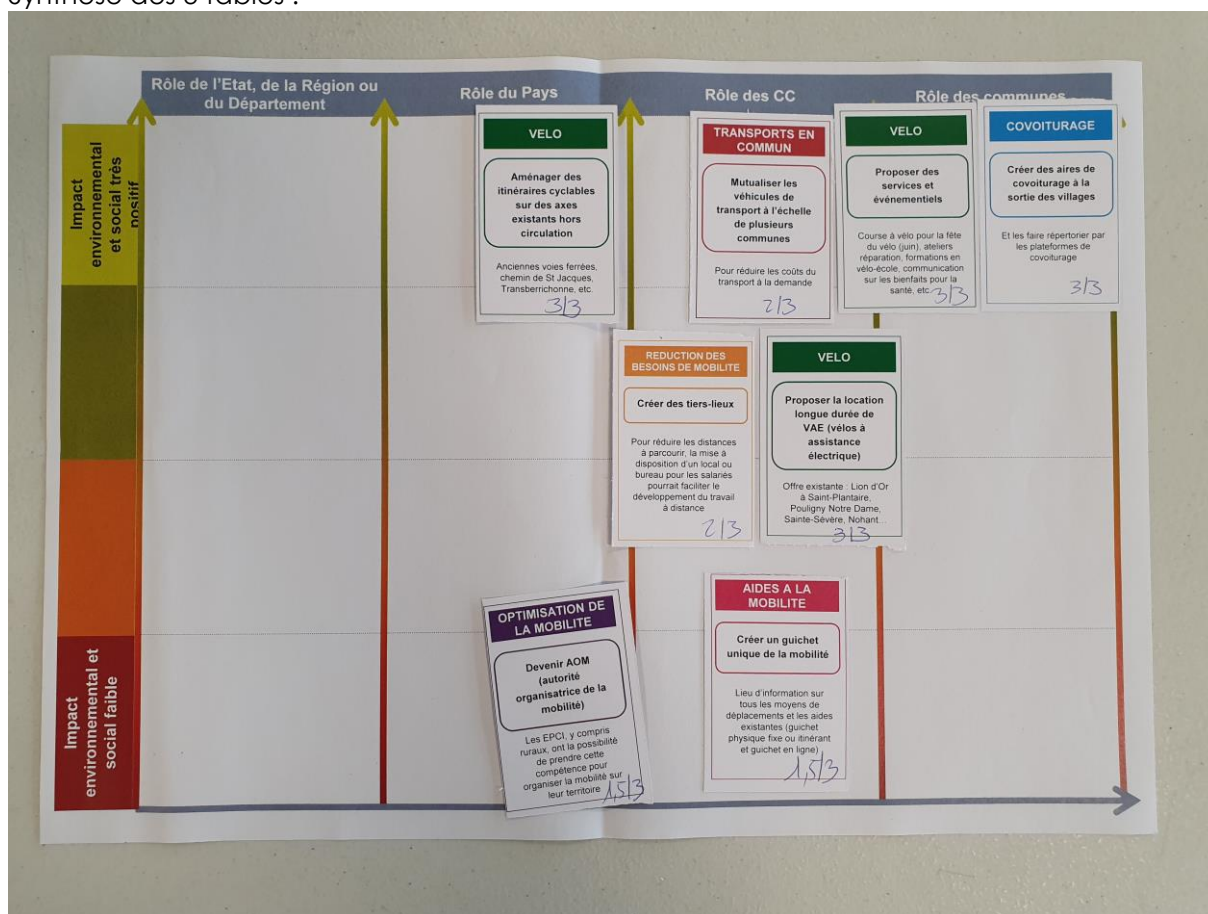 Synthèse des 3 tables :
Rôle de l'Etat, de la Région ou
du Département
Rôle du Pays
Rôle des CC
Rôle des communes
Impact
environnemental
et social très
positif
Impact
environnemental et
social faible
VELO
Aménager des
itinéraires cyclables
sur des axes
existants hors
circulation
Anciennes voies ferrées,
chemin de St Jacques,
Transberrichonne, etc.
3/3
TRANSPORTS EN
COMMUN
Mutualiser les
véhicules de
transport à l'échelle
de plusieurs
communes
Pour réduire les coûts du
transport à la demande
2/3
VELO
Proposer des
services et
événementiels
Course à vélo pour la fête
du vélo (juin), ateliers
réparation, formations en
vélo-école, communication
sur les bienfaits pour la
santé, etc.
3/3
COVOITURAGE
Créer des aires de
covoiturage à la
sortie des villages
Et les faire répertorier par
les plateformes de
covoiturage
3/3
REDUCTION DES
BESOINS DE MOBILITE
Créer des tiers-lieux
Pour réduire les distances
à parcourir, la mise à
disposition d'un local ou
bureau pour les salariés
pourrait faciliter le
développement du travail
à distance
2/3
VELO
Proposer la location
longue durée de
VAE (vélos à
assistance
électrique)
Offre existante : Lion d'Or
à Saint-Plantaire,
Pouligny Notre Dame,
Sainte-Sévère, Nohant...
3/3
OPTIMISATION DE
LA MOBILITE
Devenir AOM
(autorité
organisatrice de la
mobilité)
Les EPCI, y compris
ruraux, ont la possibilité
de prendre cette
compétence pour
organiser la mobilité sur
leur territoire
1,5/3
AIDES A LA
MOBILITE
Créer un guichet
unique de la mobilité
Lieu d'information sur
tous les moyens de
déplacements et les aides
existantes (guichet
physique fixe ou itinérant
et guichet en ligne)
1,5/3